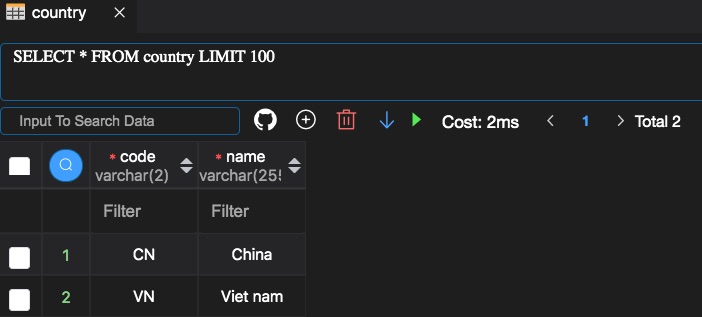 country ×
SELECT * FROM country LIMIT 100
Input To Search Data
Cost: 2ms
< 1 > Total 2
* code
varchar(2)
* name
varchar(25
Filter
Filter
1 CN China
2 VN Viet nam